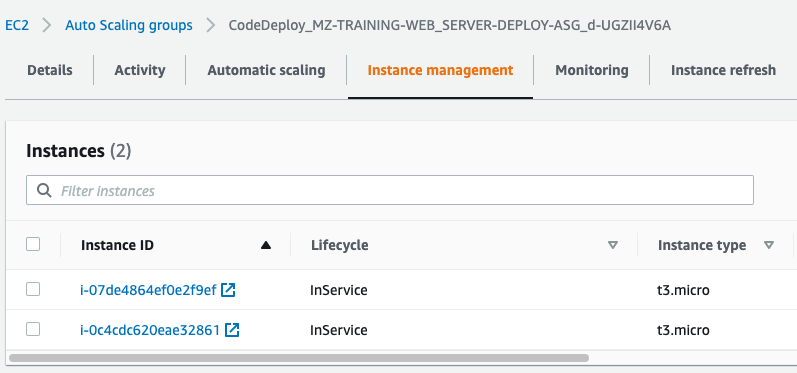 EC2 > Auto Scaling groups > CodeDeploy_MZ-TRAINING-WEB_SERVER-DEPLOY-ASG_d-UGZII4V6A
Details Activity Automatic scaling Instance management Monitoring Instance refresh
Instances (2)
Filter instances
Instance ID Lifecycle Instance type
i-07de4864ef0e2f9ef InService t3.micro
i-0c4cdc620eae32861 InService t3.micro